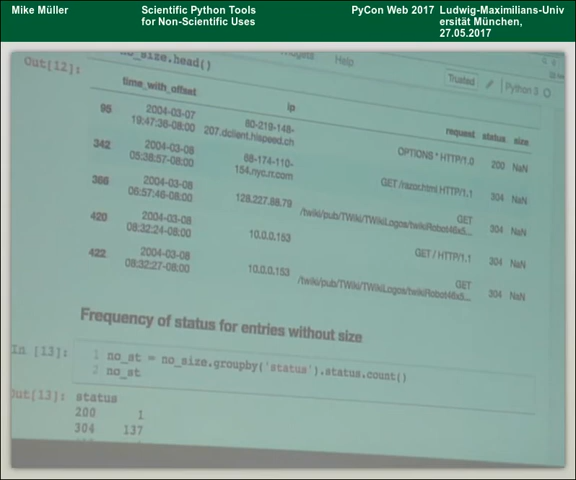 Mike Müller
Scientific Python Tools
for Non-Scientific Uses
PyCon Web 2017
Ludwig-Maximilians-Univ
ersität München,
27.05.2017
Help
Trusted
Python 3
Out[12]:
no_size.head()
time_with_offset ip request status size
95 2004-03-07 19:47:36-08:00 80-219-148-207.dclient.hispeed.ch OPTIONS * HTTP/1.0 200 NaN
342 2004-03-08 05:38:57-08:00 68-174-110-154.nyc.rr.com GET /razor.html HTTP/1.1 304 NaN
366 2004-03-08 06:57:46-08:00 128.227.88.79 GET /twiki/pub/TWiki/TWikiLogos/twikiRobot46x5... 304 NaN
420 2004-03-08 08:32:24-08:00 10.0.0.153 GET / HTTP/1.1 304 NaN
422 2004-03-08 08:32:27-08:00 10.0.0.153 GET /twiki/pub/TWiki/TWikiLogos/twikiRobot46x5... 304 NaN
Frequency of status for entries without size
In [13]:
1 no_st = no_size.groupby('status').status.count()
2 no_st
Out[13]: status
200 1
304 137